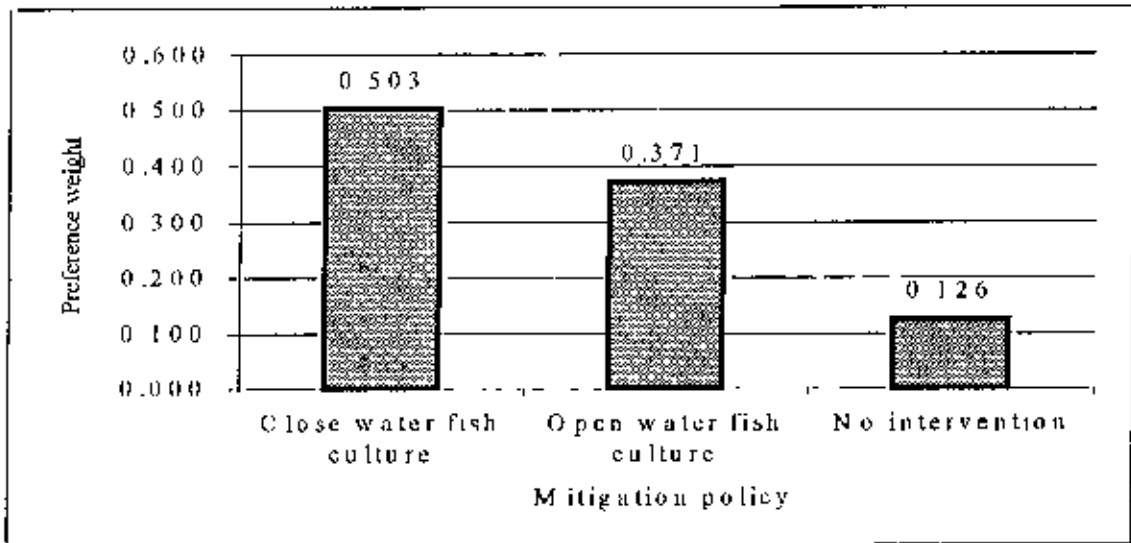 0.600
0.500
0.400
0.300
0.200
0.100
0.000
Preference weight
0 503
0.371
0 126
Close water fish
culture
Open water fish
culture
No intervention
Mitigation policy